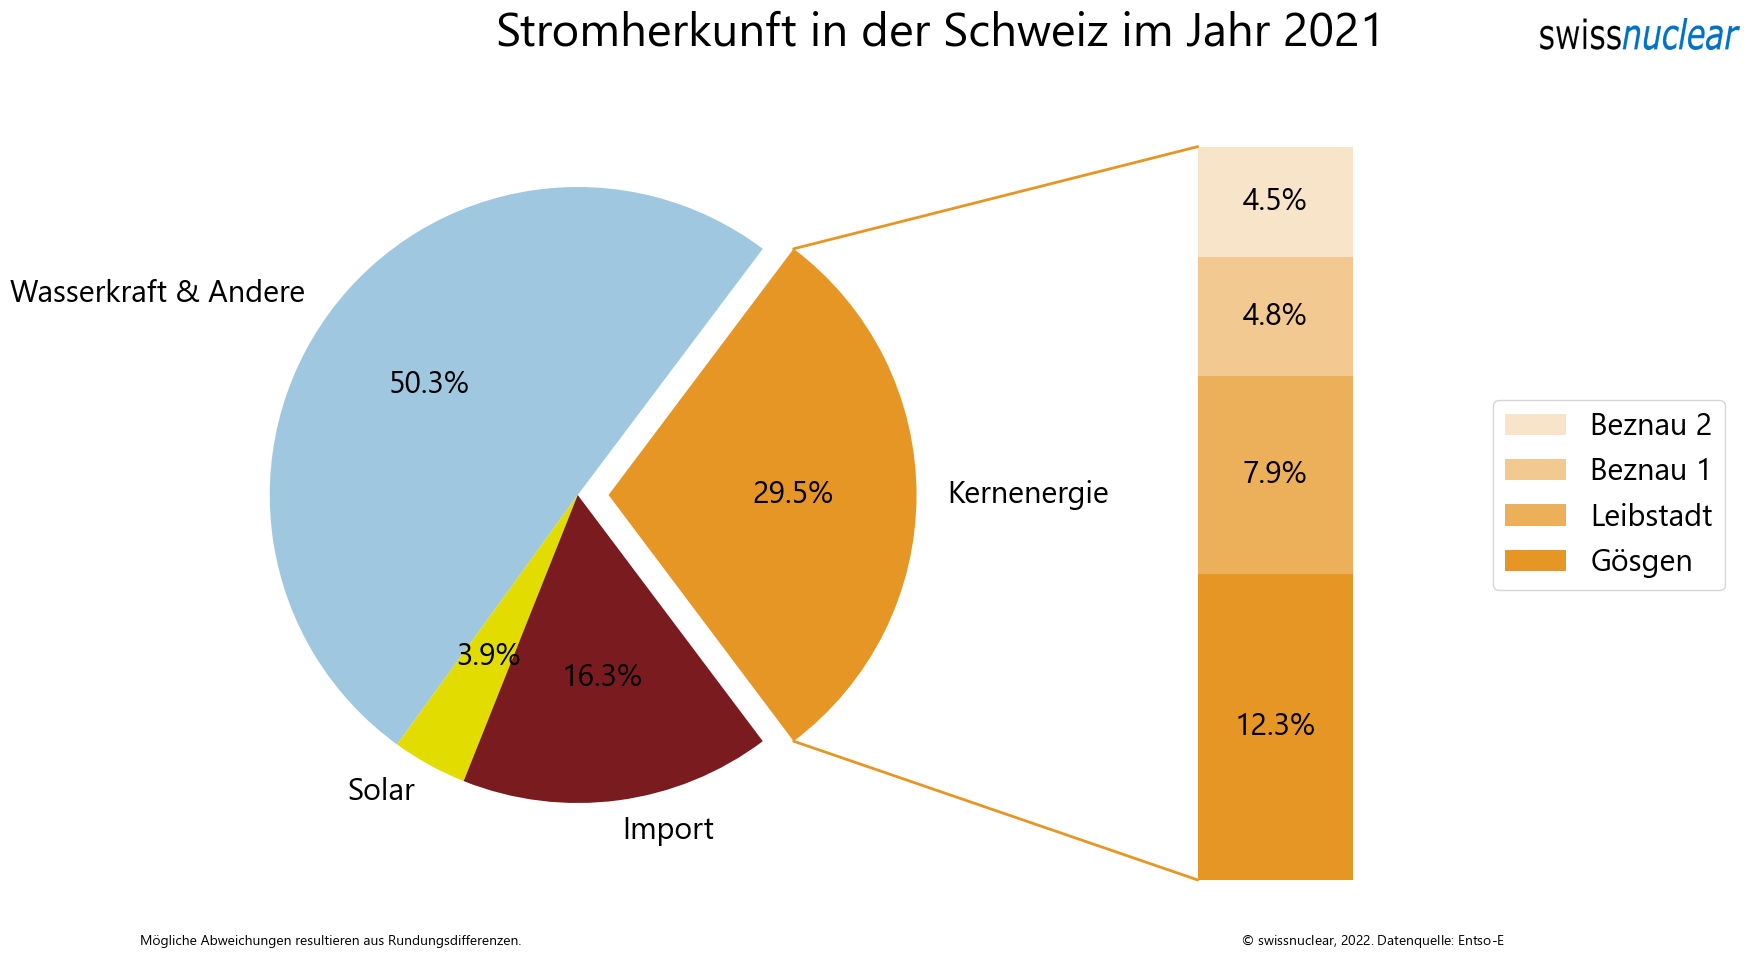 Stromherkunft in der Schweiz im Jahr 2021
swissnuclear
Wasserkraft & Andere
50.3%
3.9%
Solar
16.3%
Import
29.5%
Kernenergie
4.5%
4.8%
7.9%
12.3%
Beznau 2
Beznau 1
Leibstadt
Gösgen
Mögliche Abweichungen resultieren aus Rundungsdifferenzen.
© swissnuclear, 2022. Datenquelle: Entso-E